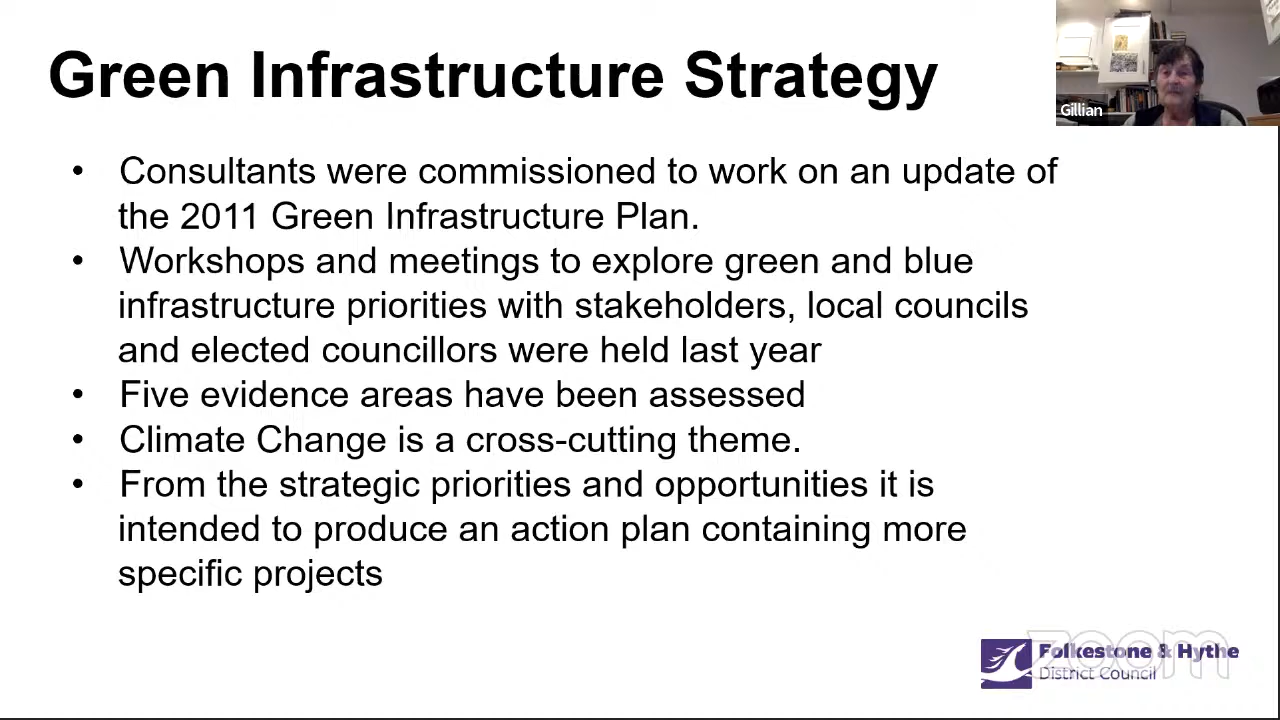 Green Infrastructure Strategy
Gillian
• Consultants were commissioned to work on an update of
the 2011 Green Infrastructure Plan.
• Workshops and meetings to explore green and blue
infrastructure priorities with stakeholders, local councils
and elected councillors were held last year
• Five evidence areas have been assessed
• Climate Change is a cross-cutting theme.
• From the strategic priorities and opportunities it is
intended to produce an action plan containing more
specific projects
zoom
Folkestone & Hythe
District Council